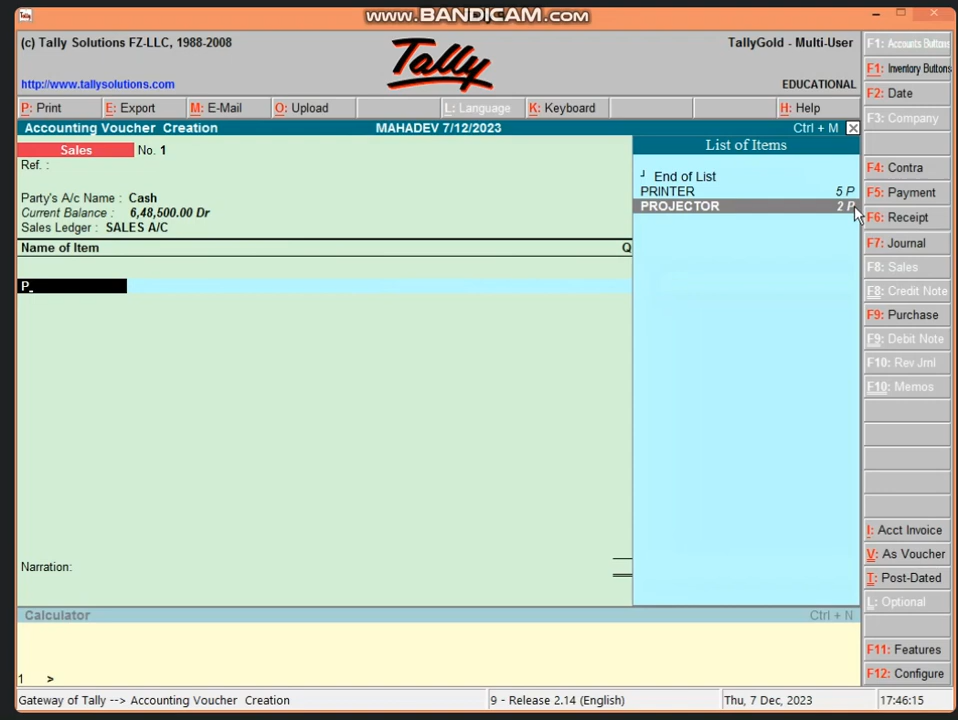 www.BANDICAM.com
Tally
(c) Tally Solutions FZ-LLC, 1988-2008
TallyGold - Multi-User
Tally
http://www.tallysolutions.com
EDUCATIONAL
P: Print
E: Export
M: E-Mail
O: Upload
L: Language
K: Keyboard
H: Help
Accounting Voucher Creation
MAHADEV 7/12/2023
Ctrl + M
Sales No. 1
Ref. :
Party's A/c Name : Cash
Current Balance : 6,48,500.00 Dr
Sales Ledger : SALES A/C
Name of Item Q
P
Narration:
List of Items
End of List
PRINTER 5 P
PROJECTOR 2 P
Calculator Ctrl + N
1 >
F1: Accounts Buttons
F1: Inventory Buttons
F2: Date
F3: Company
F4: Contra
F5: Payment
F6: Receipt
F7: Journal
F8: Sales
F8: Credit Note
F9: Purchase
F9: Debit Note
F10: Rev Jrnl
F10: Memos
I: Acct Invoice
V: As Voucher
T: Post-Dated
L: Optional
F11: Features
F12: Configure
Gateway of Tally --> Accounting Voucher Creation
9 - Release 2.14 (English)
Thu, 7 Dec, 2023
17:46:15